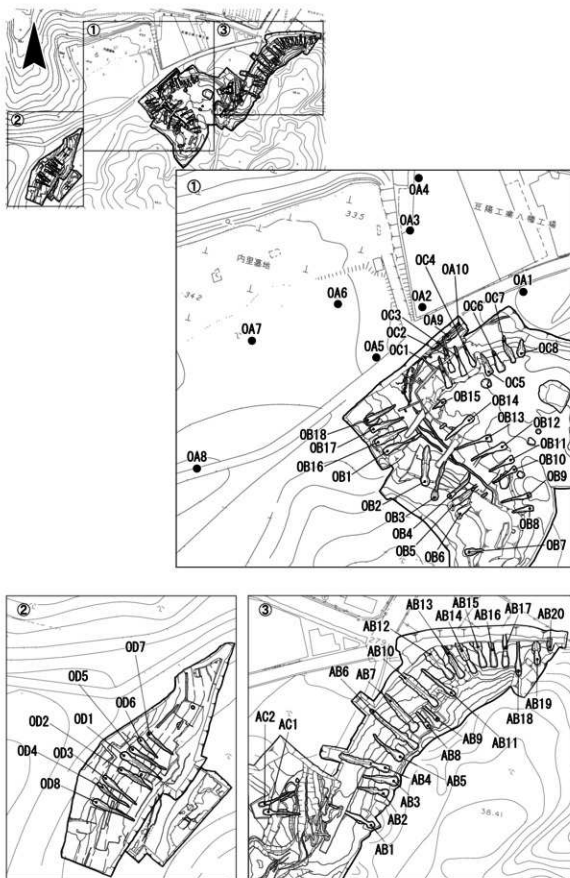 ① ③
②
①
OA4
OA3
豆陽工業八幡工場
335
OC4
OA10
OA1
内里墓地
OC6
OC7
OA6
OC3
OA9
OA2
342
OC2
OC8
OA7
OC1
OA5
OC5
OB14
OB15
OB13
OB12
OB18
OB11
OB17
OA8
OB10
OB16
OB9
OB1
OB2
OB8
OB3
OB4
OB7
OB5
OB6
②
OD7
OD5
OD1
OD6
OD2
OD3
OD4
OD8
③
AB15
AB13
AB17
AB12
AB14
AB16
AB20
AB10
AB7
AB6
AC2
AC1
AB19
AB18
AB11
AB9
AB8
AB5
AB4
AB3
AB2
38.41
AB1